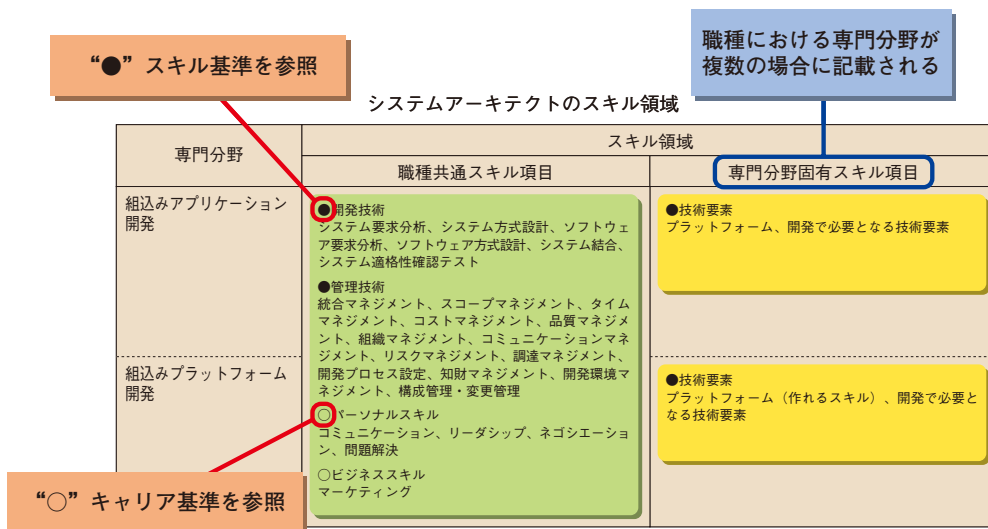 “●”スキル基準を参照
職種における専門分野が
複数の場合に記載される
システムアーキテクトのスキル領域
専門分野
スキル領域
職種共通スキル項目
専門分野固有スキル項目
組込みアプリケーション
開発
●開発技術
システム要求分析、システム方式設計、ソフトウェ
ア要求分析、ソフトウェア方式設計、システム結合、
システム適格性確認テスト
●管理技術
統合マネジメント、スコープマネジメント、タイム
マネジメント、コストマネジメント、品質マネジメ
ント、組織マネジメント、コミュニケーションマネ
ジメント、リスクマネジメント、調達マネジメント、
開発プロセス設定、知財マネジメント、開発環境マ
ネジメント、構成管理・変更管理
○パーソナルスキル
コミュニケーション、リーダシップ、ネゴシエーショ
ン、問題解決
○ビジネススキル
マーケティング
●技術要素
プラットフォーム、開発で必要となる技術要素
組込みプラットフォーム
開発
●技術要素
プラットフォーム（作れるスキル）、開発で必要と
なる技術要素
“○”キャリア基準を参照